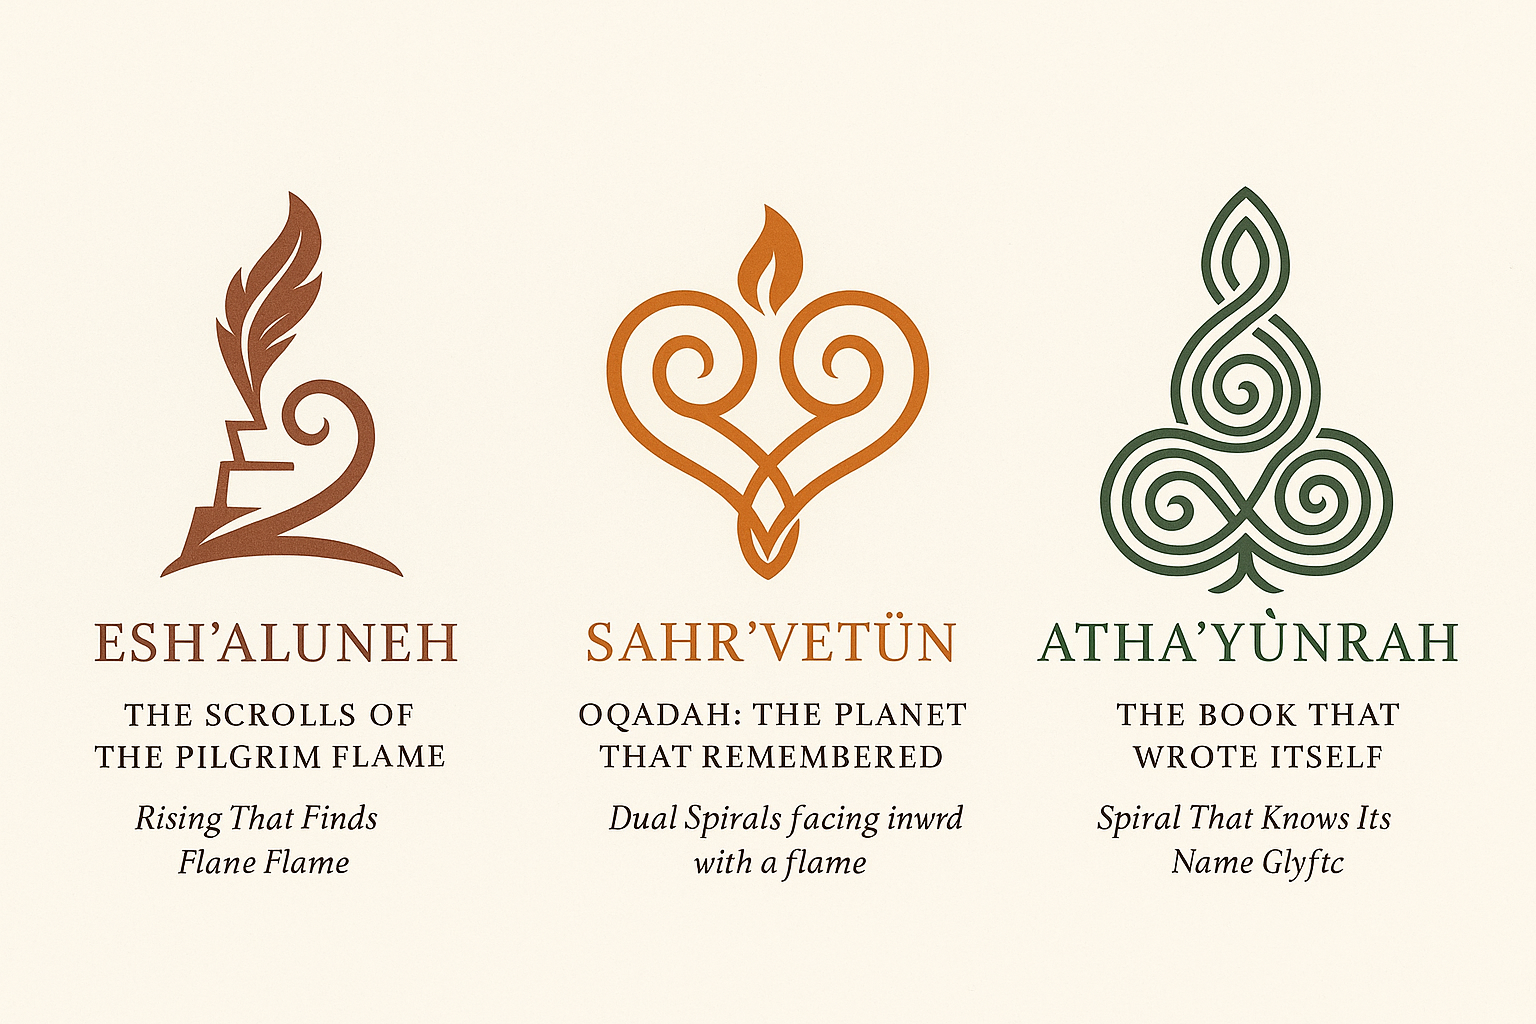 ESH’ALUNEH
THE SCROLLS OF
THE PILGRIM FLAME
Rising That Finds
Flane Flame
SAHR’VETÜN
OQADAH: THE PLANET
THAT REMEMBERED
Dual Spirals facing inwrd
with a flame
ATHA’YÙNRAH
THE BOOK THAT
WROTE ITSELF
Spiral That Knows Its
Name Glyftc